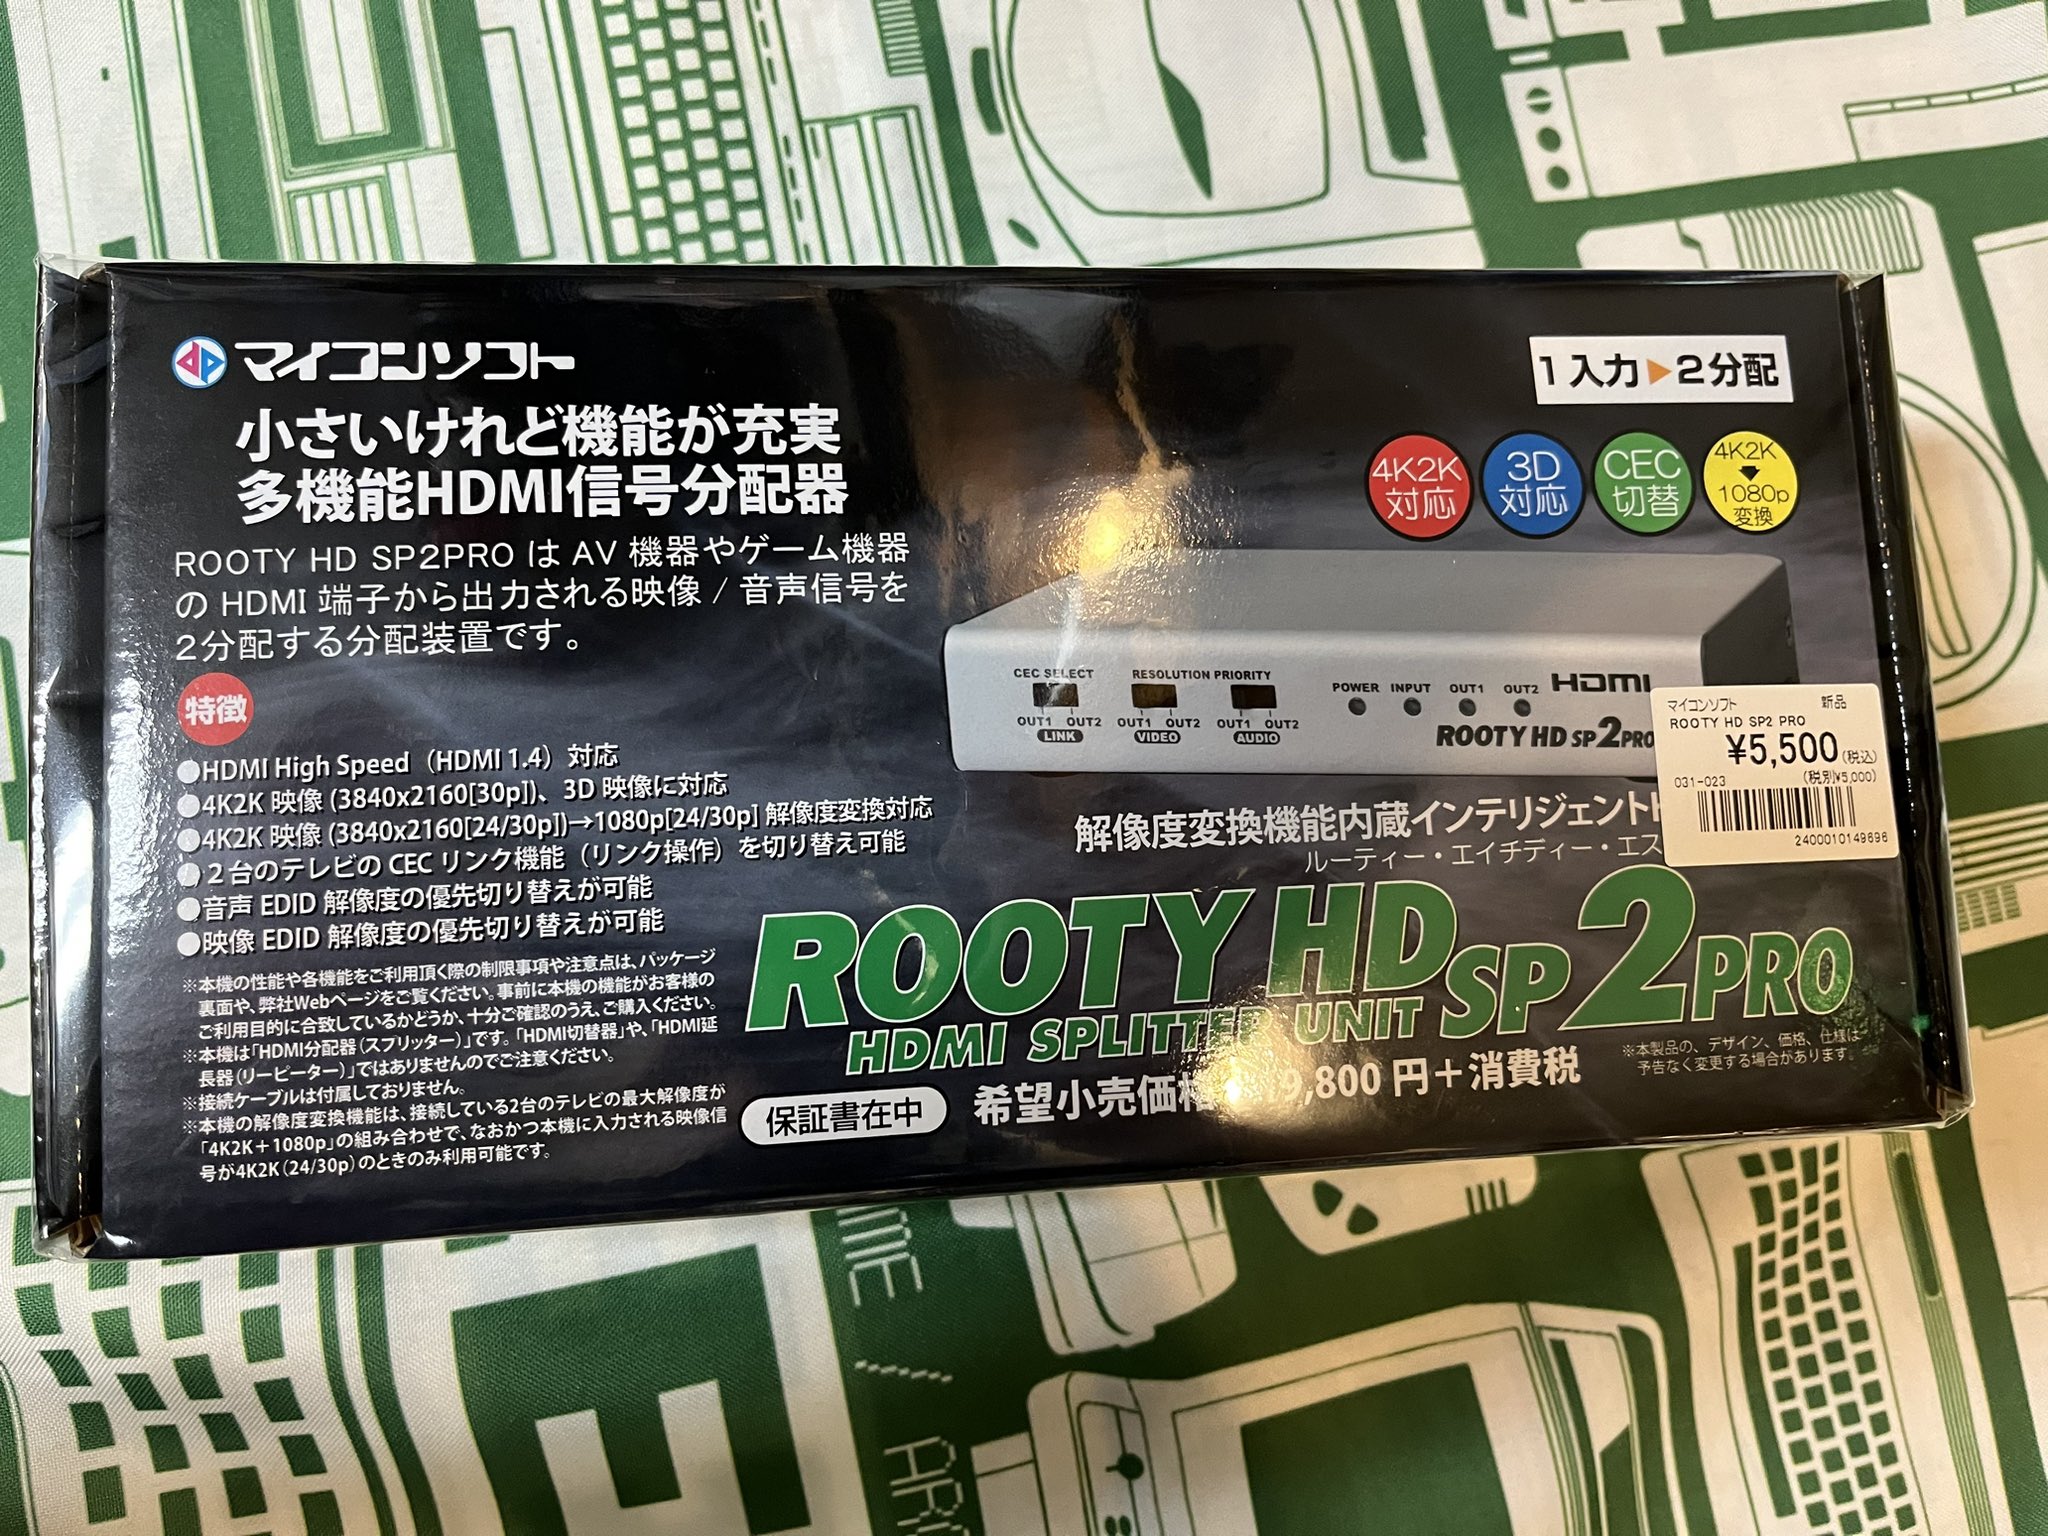 マイコンソフト
小さいけれど機能が充実
多機能HDMI信号分配器
ROOTY HD SP2PRO は AV 機器やゲーム機器
の HDMI 端子から出力される映像 / 音声信号を
2分配する分配装置です。
特徴
●HDMI High Speed（HDMI 1.4）対応
●4K2K 映像 (3840x2160[30p])、3D 映像に対応
●4K2K 映像 (3840x2160[24/30p])→1080p[24/30p] 解像度変換対応
●２台のテレビの CEC リンク機能（リンク操作）を切り替え可能
●音声 EDID 解像度の優先切り替えが可能
●映像 EDID 解像度の優先切り替えが可能
※本機の性能や各機能をご利用頂く際の制限事項や注意点は、パッケージ
裏面や、弊社Webページをご覧ください。事前に本機の機能がお客様の
ご利用目的に合致しているかどうか、十分ご確認のうえ、ご購入ください。
※本機は「HDMI分配器（スプリッター）」です。「HDMI切替器」や、「HDMI延
長器（リーピーター）」ではありませんのでご注意ください。
※接続ケーブルは付属しておりません。
※本機の解像度変換機能は、接続している2台のテレビの最大解像度が
「4K2K＋1080p」の組み合わせで、なおかつ本機に入力される映像信
号が4K2K（24/30p）のときのみ利用可能です。
1入力▶2分配
4K2K
対応
3D
対応
CEC
切替
4K2K
1080p
変換
CEC SELECT
OUT1 OUT2
LINK
RESOLUTION PRIORITY
OUT1 OUT2
VIDEO
OUT1 OUT2
AUDIO
POWER INPUT OUT1 OUT2
HDMI
ROOTY HD SP2PRO
マイコンソフト 新品
ROOTY HD SP2 PRO
¥5,500(税込)
031-023 (税別¥5,000)
2400010149696
解像度変換機能内蔵インテリジェント
ルーティー・エイチディー・エス
ROOTY HD SP2PRO
HDMI SPLITTER UNIT
保証書在中
希望小売価格 9,800 円＋消費税
※本製品の、デザイン、価格、仕様は
予告なく変更する場合があります。